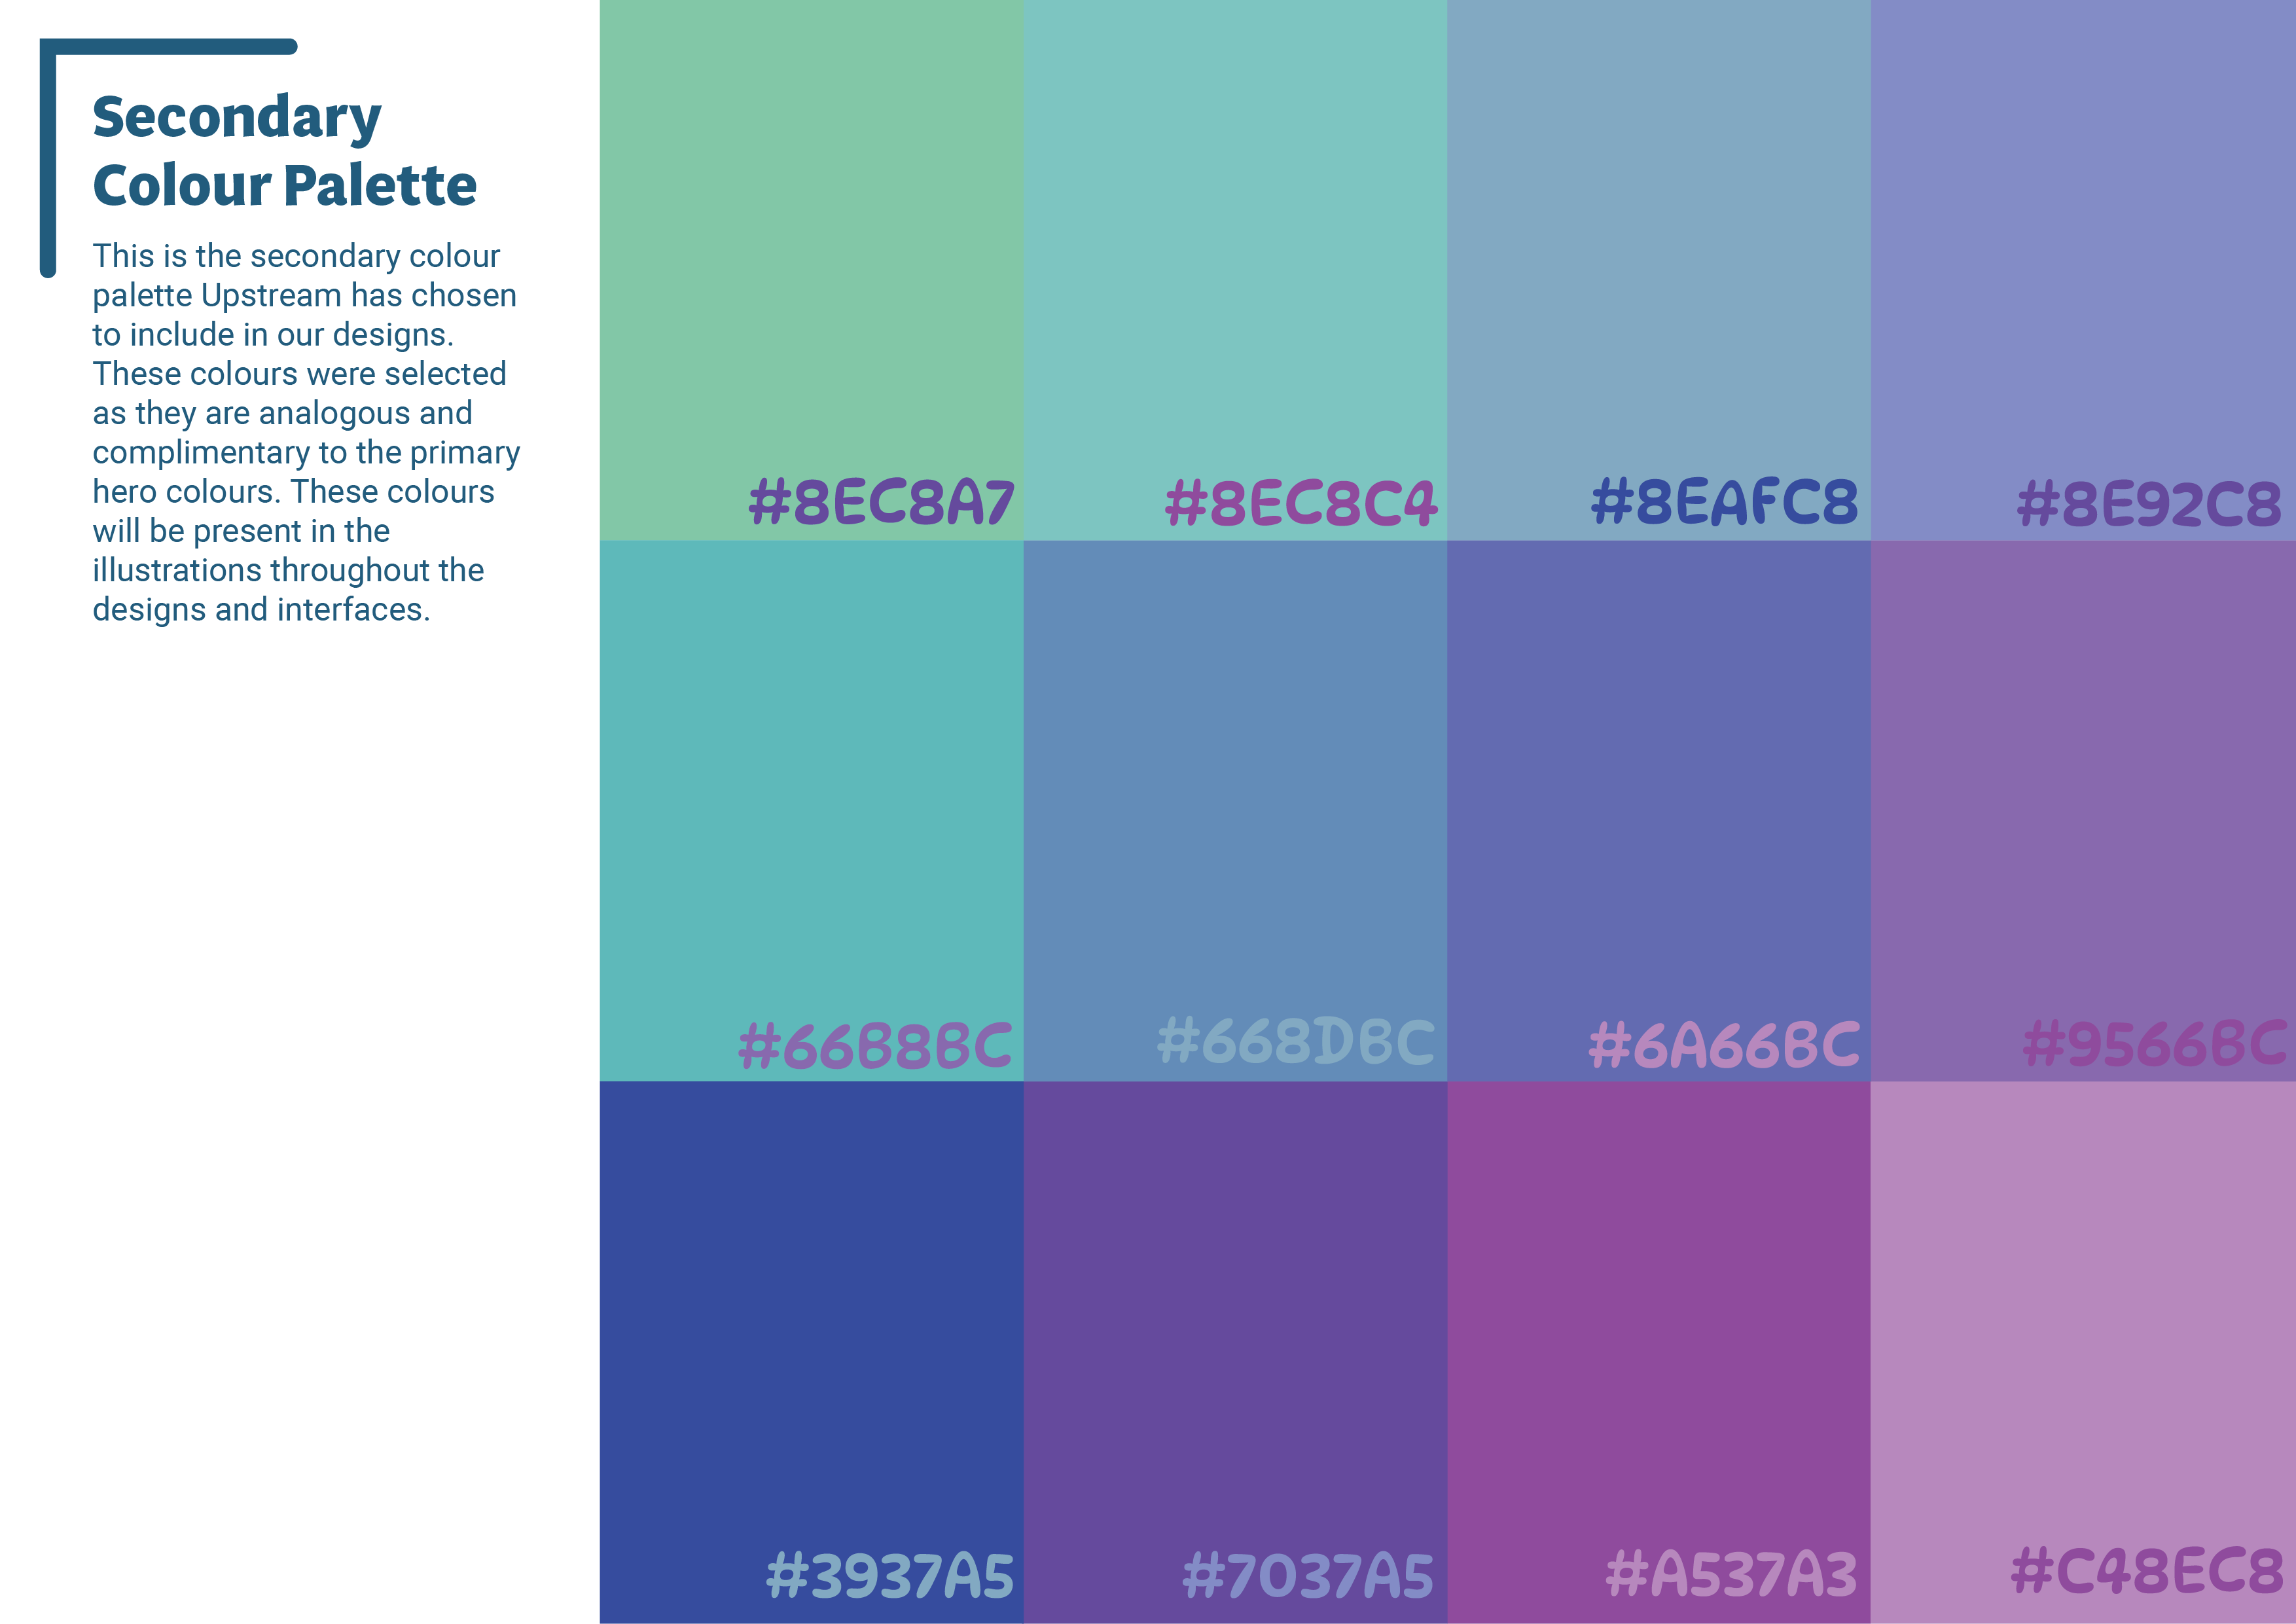 Secondary
Colour Palette
This is the secondary colour
palette Upstream has chosen
to include in our designs.
These colours were selected
as they are analogous and
complimentary to the primary
hero colours. These colours
will be present in the
illustrations throughout the
designs and interfaces.
#8EC8A7
#8EC8C4
#8EAFC8
#8E92C8
#66B8BC
#668DBC
#6A66BC
#9566BC
#3937A5
#7037A5
#A537A3
#C48EC8